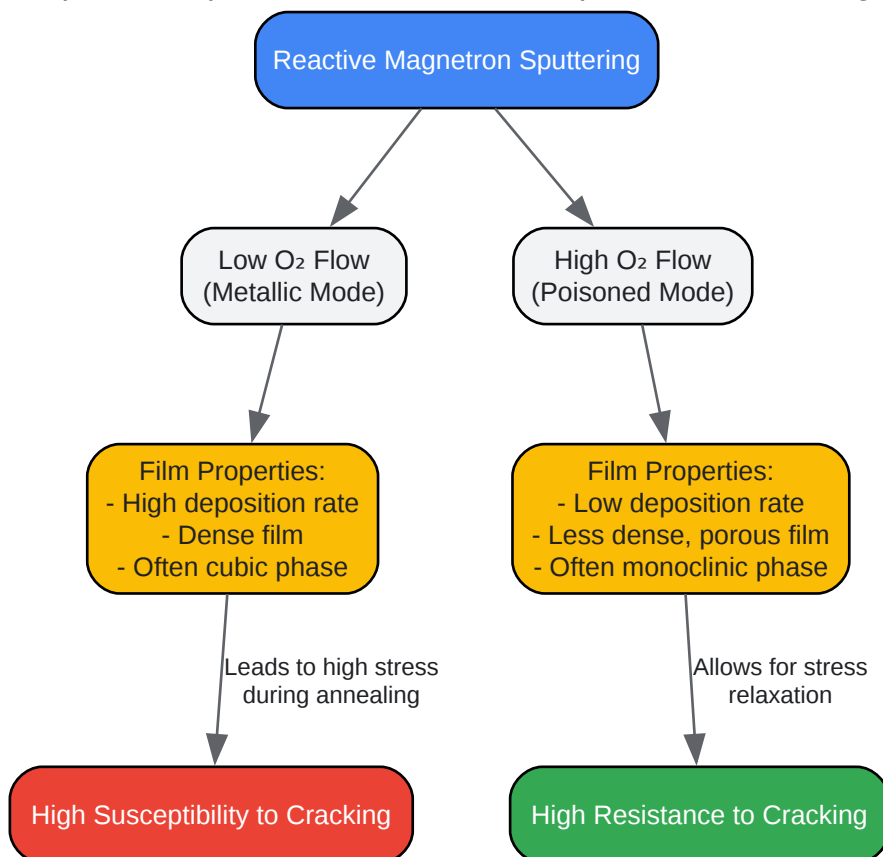 Reactive Magnetron Sputtering
Low O₂ Flow
(Metallic Mode)
High O₂ Flow
(Poisoned Mode)
Film Properties:
- High deposition rate
- Dense film
- Often cubic phase
Film Properties:
- Low deposition rate
- Less dense, porous film
- Often monoclinic phase
Leads to high stress
during annealing
Allows for stress
relaxation
High Susceptibility to Cracking
High Resistance to Cracking